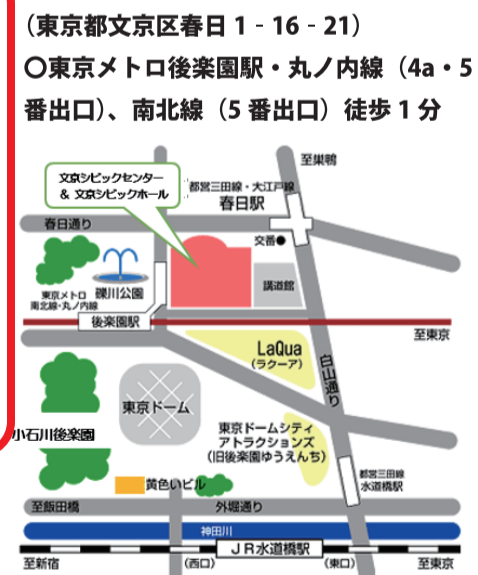 （東京都文京区春日1‐16‐21）
〇東京メトロ後楽園駅・丸ノ内線（4a・5
番出口）、南北線（5番出口）徒歩1分
至巣鴨
文京シビックセンター
& 文京シビックホール
都営三田線・大江戸線
春日駅
春日通り
交番●
東京メトロ
南北線・丸ノ内線
礫川公園
講道館
後楽園駅
至東京
LaQua
（ラクーア）
白山通り
東京ドーム
小石川後楽園
東京ドームシティ
アトラクションズ
（旧後楽園ゆうえんち）
黄色いビル
都営三田線
水道橋駅
至飯田橋
外堀通り
神田川
JR水道橋駅
至新宿
（西口）
（東口）
至東京